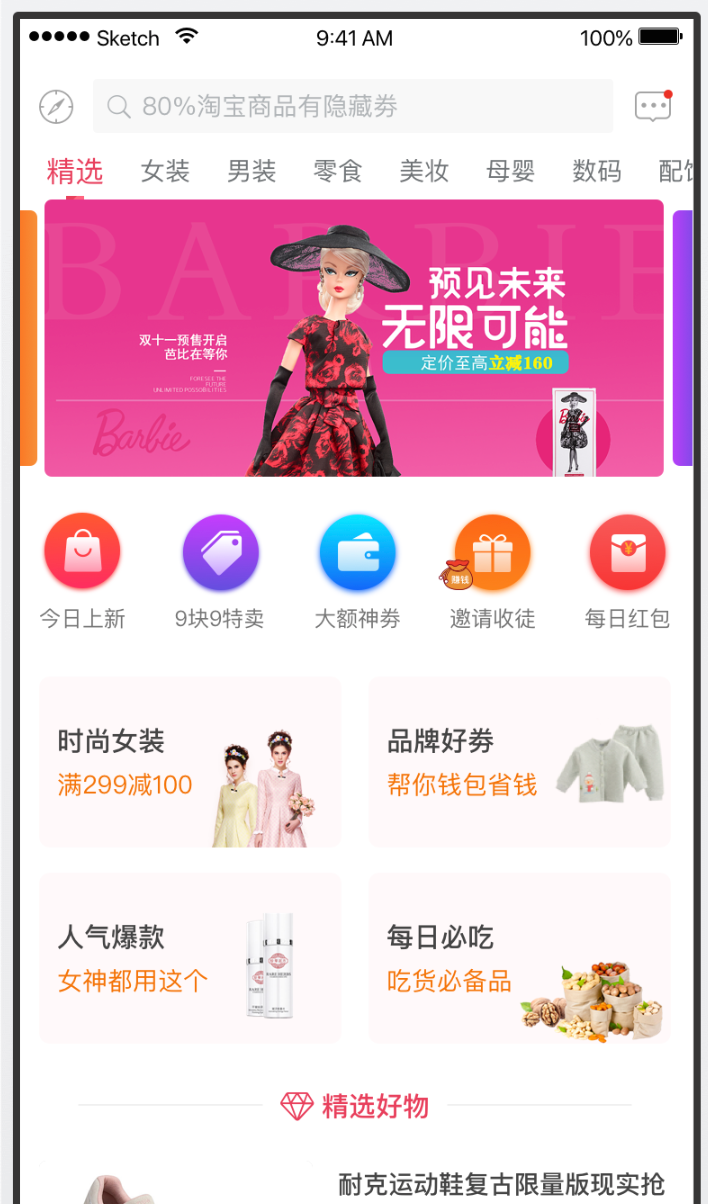 Sketch 9:41 AM 100%
80%淘宝商品有隐藏券
精选 女装 男装 零食 美妆 母婴 数码 配饰
BARBIE
预见未来
无限可能
定价至高立减160
双十一预售开启
芭比在等你
FORESEE THE
FUTURE
UNLIMITED POSSIBILITIES
Barbie
赚钱
今日上新 9块9特卖 大额神券 邀请收徒 每日红包
时尚女装
满299减100
品牌好券
帮你钱包省钱
人气爆款
女神都用这个
每日必吃
吃货必备品
精选好物
耐克运动鞋复古限量版现实抢